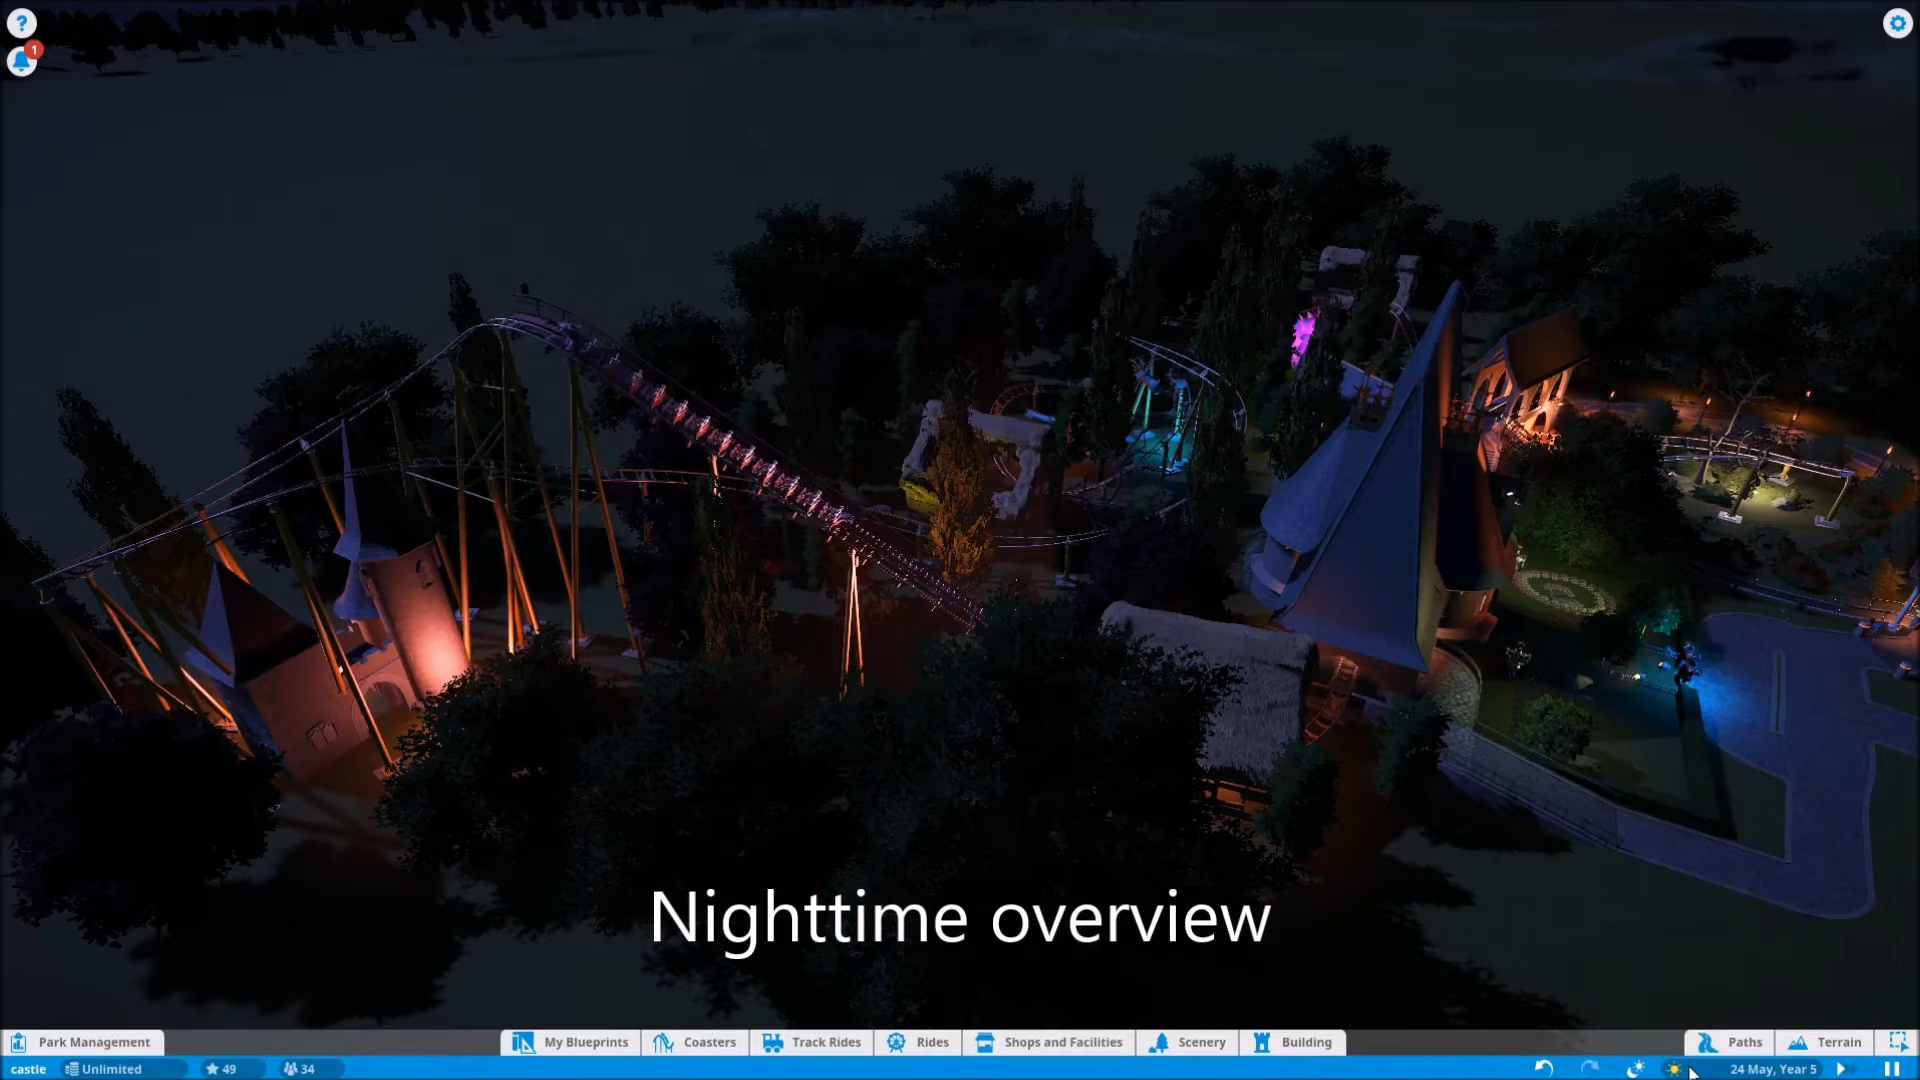 ?
1
Nighttime overview
Park Management
My Blueprints
Coasters
Track Rides
Rides
Shops and Facilities
Scenery
Building
Paths
Terrain
castle
Unlimited
49
34
24 May, Year 5